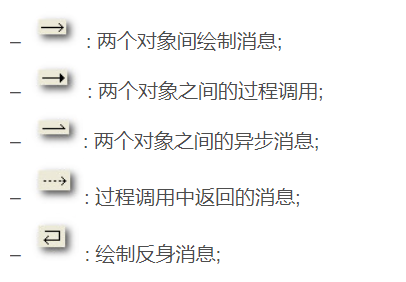 – : 两个对象间绘制消息;
– : 两个对象之间的过程调用;
– : 两个对象之间的异步消息;
– : 过程调用中返回的消息;
– : 绘制反身消息;